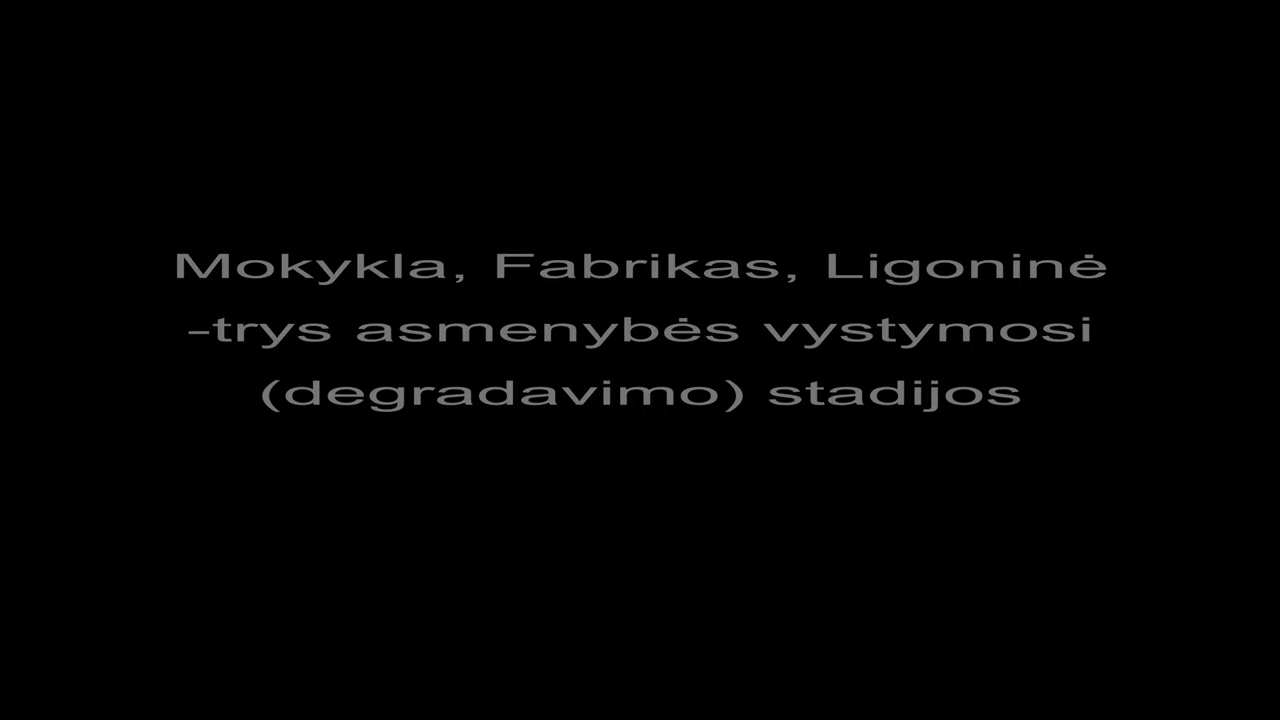 Mokykla, Fabrikas, Ligoninė
-trys asmenybės vystymosi
(degradavimo) stadijos